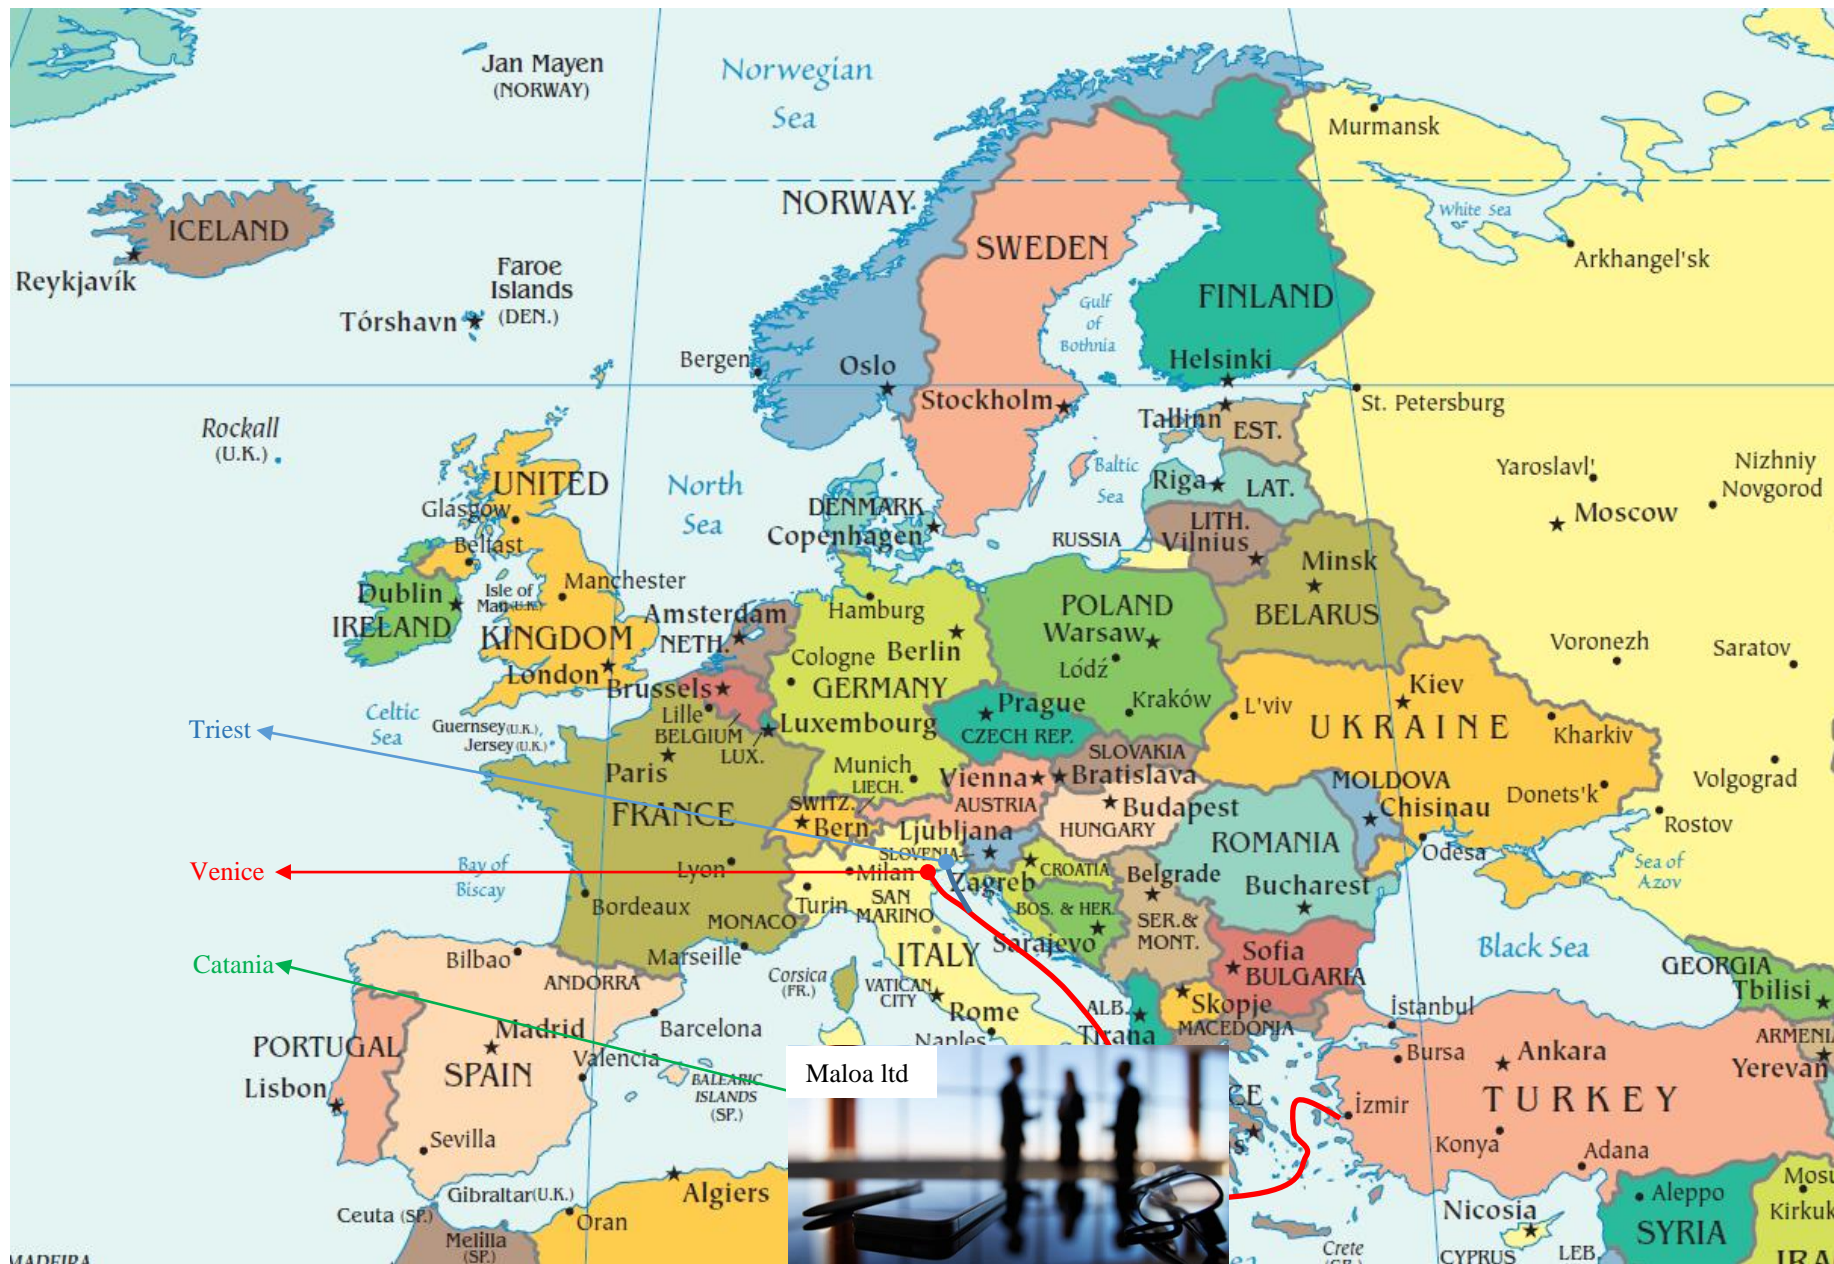 Jan Mayen
(NORWAY)
Norwegian
Sea
Murmansk
NORWAY
White Sea
ICELAND
Reykjavík
SWEDEN
Arkhangel'sk
Faroe
Islands
(DEN.)
Tórshavn
FINLAND
Gulf
of
Bothnia
Bergen
Oslo
Helsinki
Stockholm
Tallinn
EST.
St. Petersburg
Rockall
(U.K.)
Baltic
Sea
Riga
LAT.
Yaroslavl'
Nizhniy
Novgorod
UNITED
North
Sea
Glasgow
DENMARK
Copenhagen
LITH.
Vilnius
Moscow
RUSSIA
Belfast
Minsk
Dublin
Isle of
Man (U.K.)
Manchester
Amsterdam
Hamburg
POLAND
BELARUS
IRELAND
KINGDOM
NETH.
Berlin
Warsaw
Voronezh
Saratov
London
Cologne
Łódź
Brussels
GERMANY
Kraków
L'viv
Kiev
Celtic
Sea
Guernsey (U.K.)
Jersey (U.K.)
Lille
BELGIUM
LUX.
Luxembourg
Prague
CZECH REP.
UKRAINE
Kharkiv
Triest
Paris
Munich
LIECH.
Vienna
SLOVAKIA
Bratislava
MOLDOVA
Chisinau
Donets'k
Volgograd
FRANCE
SWITZ.
Bern
AUSTRIA
Budapest
HUNGARY
Rostov
Ljubljana
SLOVENIA
ROMANIA
Odesa
Sea of
Azov
Venice
Bay of
Biscay
Lyon
Milan
Zagreb
CROATIA
Belgrade
Bucharest
Bordeaux
MONACO
Turin
SAN
MARINO
BOS. & HER.
Sarajevo
SER.&
MONT.
Sofia
BULGARIA
Black Sea
GEORGIA
Tbilisi
Catania
Bilbao
ANDORRA
Marseille
Corsica
(FR.)
ITALY
VATICAN
CITY
Rome
ALB.
Tirana
Skopje
MACEDONIA
İstanbul
ARMENIA
Yerevan
PORTUGAL
Lisbon
Madrid
SPAIN
Valencia
Barcelona
Naples
Bursa
Ankara
BALEARIC
ISLANDS
(SP.)
Maloa ltd
CE
s
İzmir
TURKEY
Sevilla
Konya
Adana
Gibraltar (U.K.)
Algiers
Ceuta (SP.)
Oran
Melilla
(SP.)
Nicosia
Aleppo
SYRIA
Mosu
Kirkuk
Crete
CYPRUS
LEB.
IRA
MADEIRA